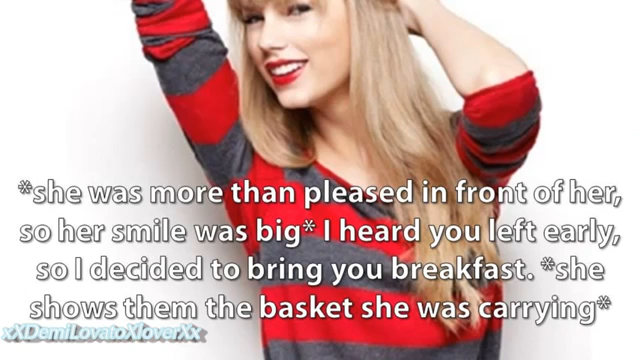 *she was more than pleased in front of her,
so her smile was big* I heard you left early,
so I decided to bring you breakfast. *she
shows them the basket she was carrying*
xXDemiLovatoXloverXx